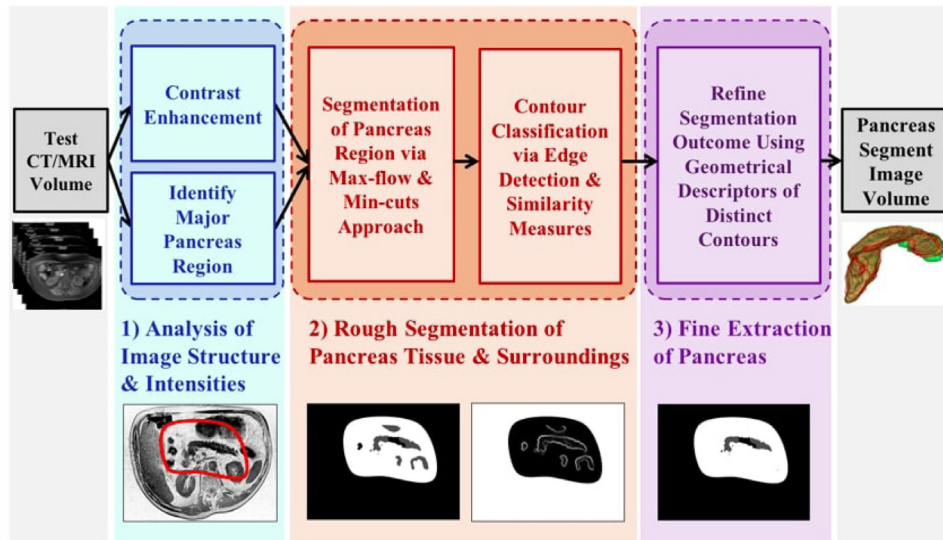 Test
CT/MRI
Volume
Contrast
Enhancement
Identify
Major
Pancreas
Region
1) Analysis of
Image Structure
& Intensities
Segmentation
of Pancreas
Region via
Max-flow &
Min-cuts
Approach
Contour
Classification
via Edge
Detection &
Similarity
Measures
2) Rough Segmentation of
Pancreas Tissue & Surroundings
Refine
Segmentation
Outcome Using
Geometrical
Descriptors of
Distinct
Contours
3) Fine Extraction
of Pancreas
Pancreas
Segment
Image
Volume